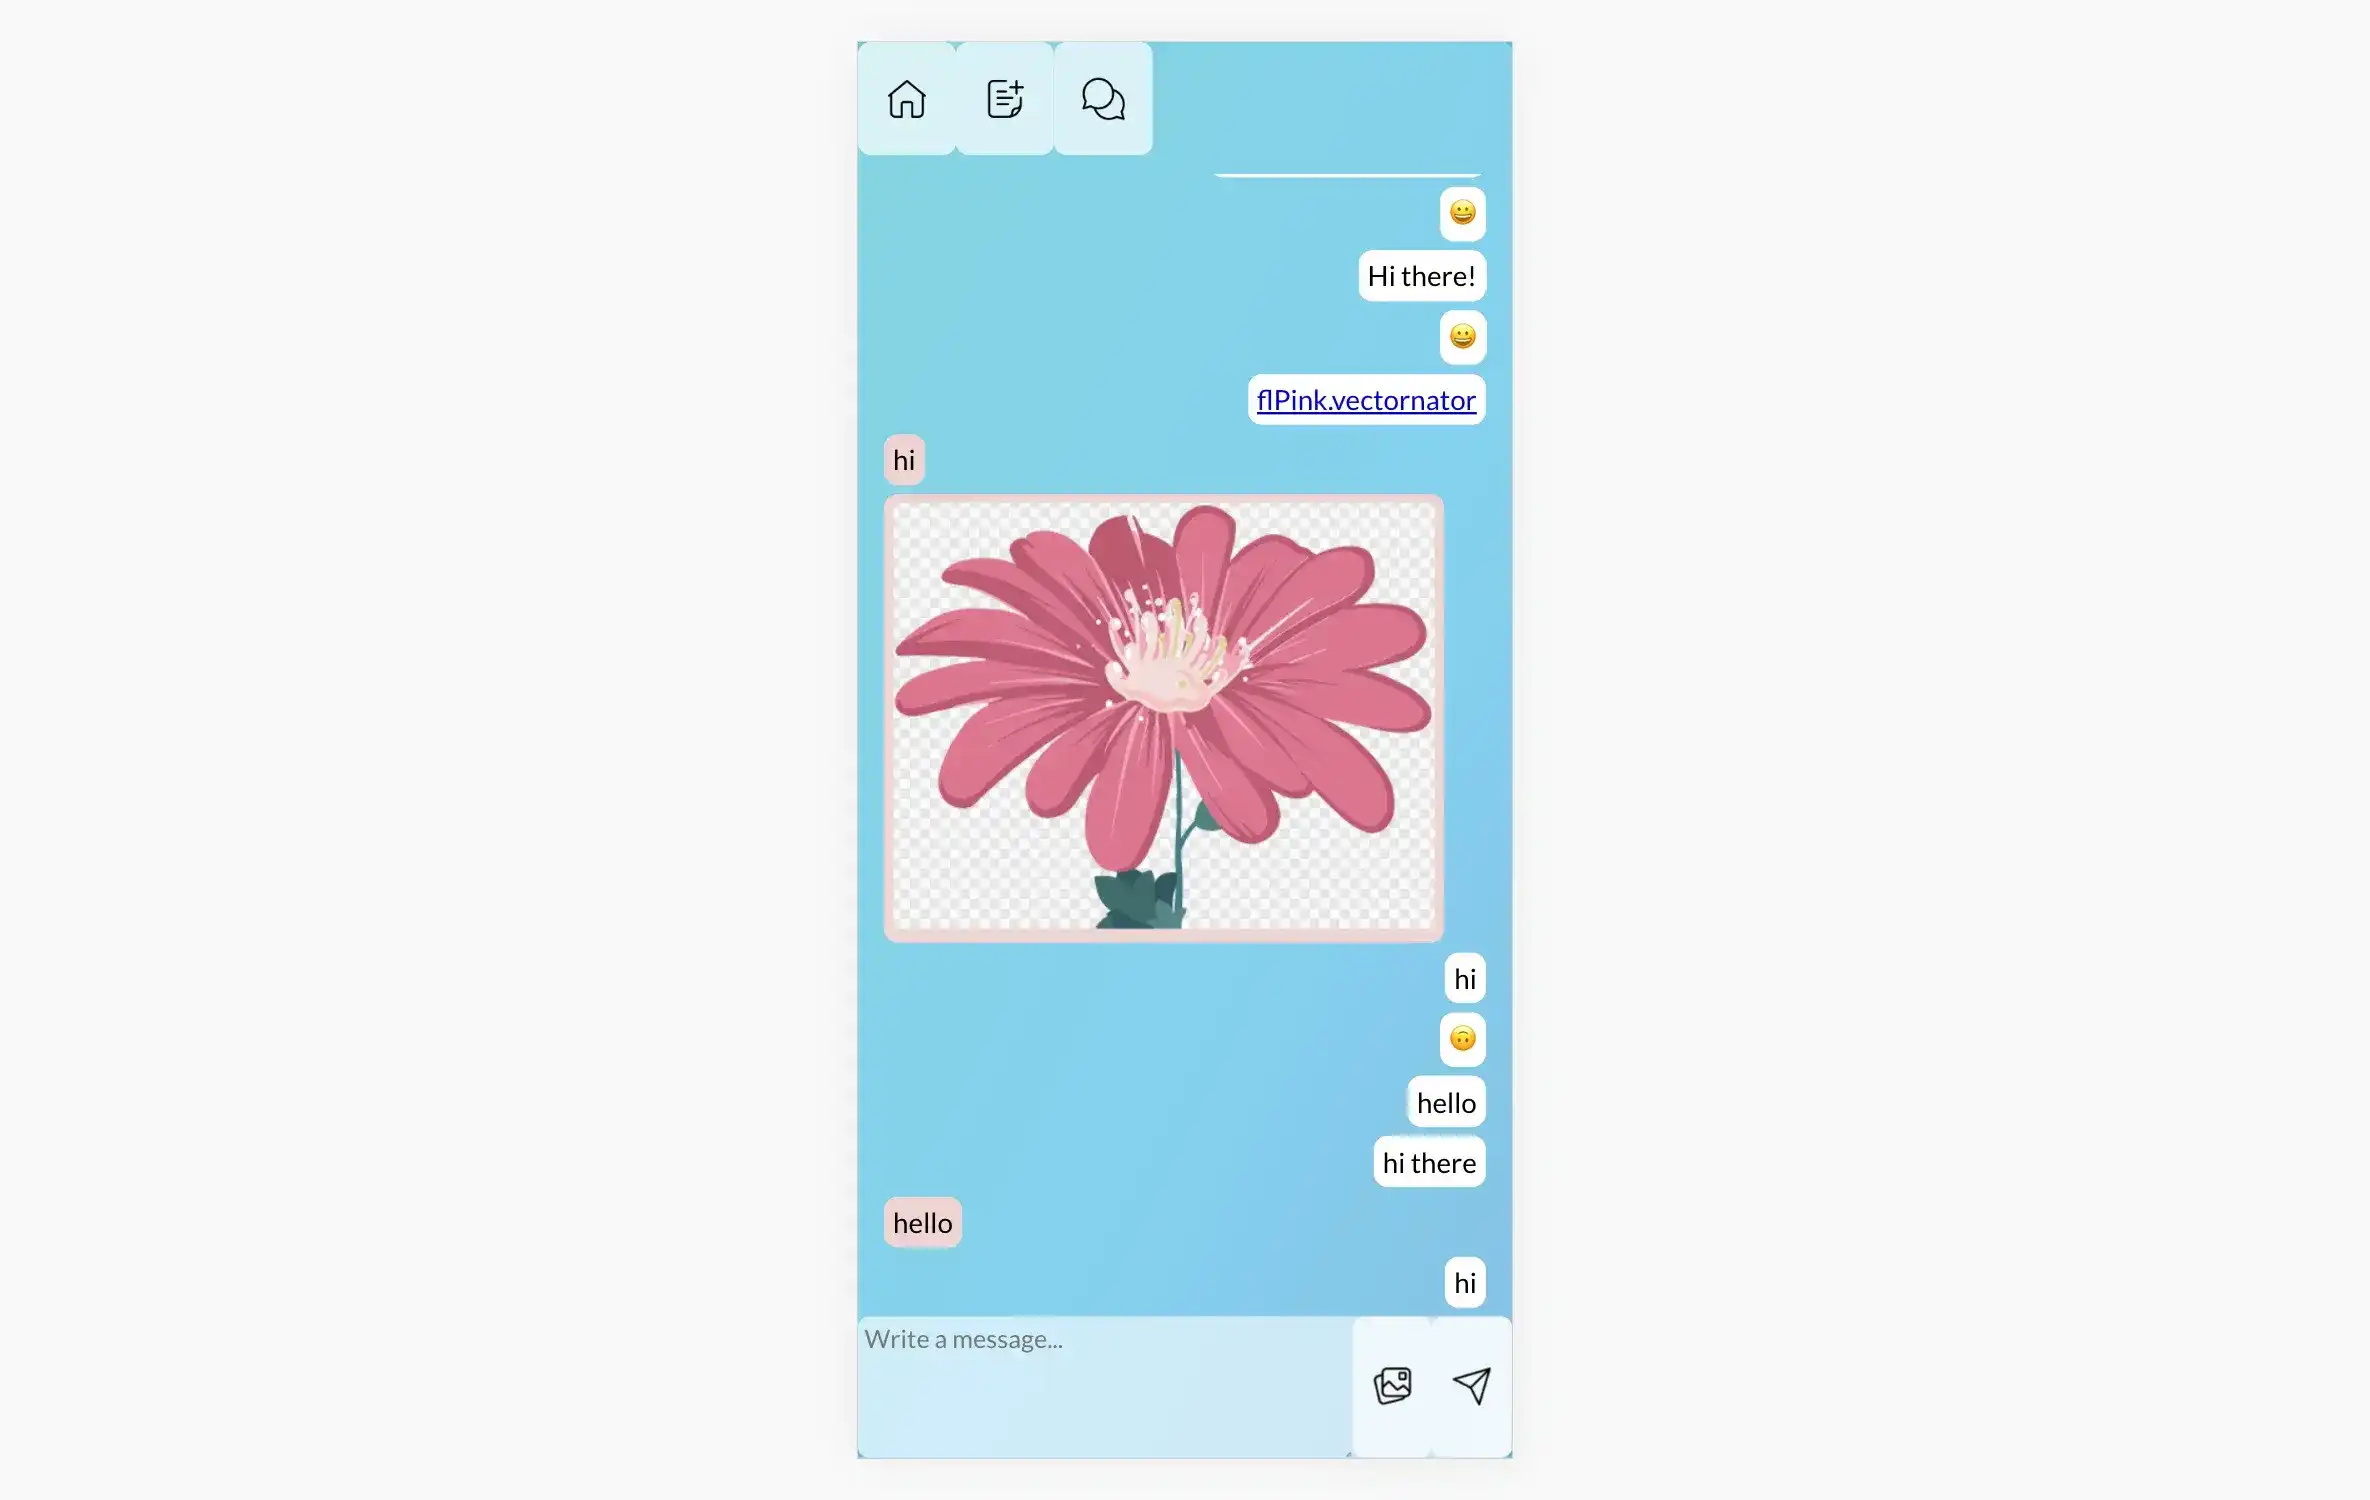 😀
Hi there!
😀
flPink.vectornator
hi
hi
🙃
hello
hi there
hello
hi
Write a message...